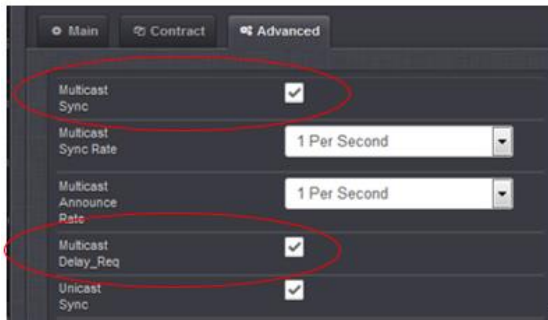 Main
Contract
Advanced
Multicast
Sync
Multicast
Sync Rate
1 Per Second
Multicast
Announce
Rate
1 Per Second
Multicast
Delay_Req
Unicast
Sync